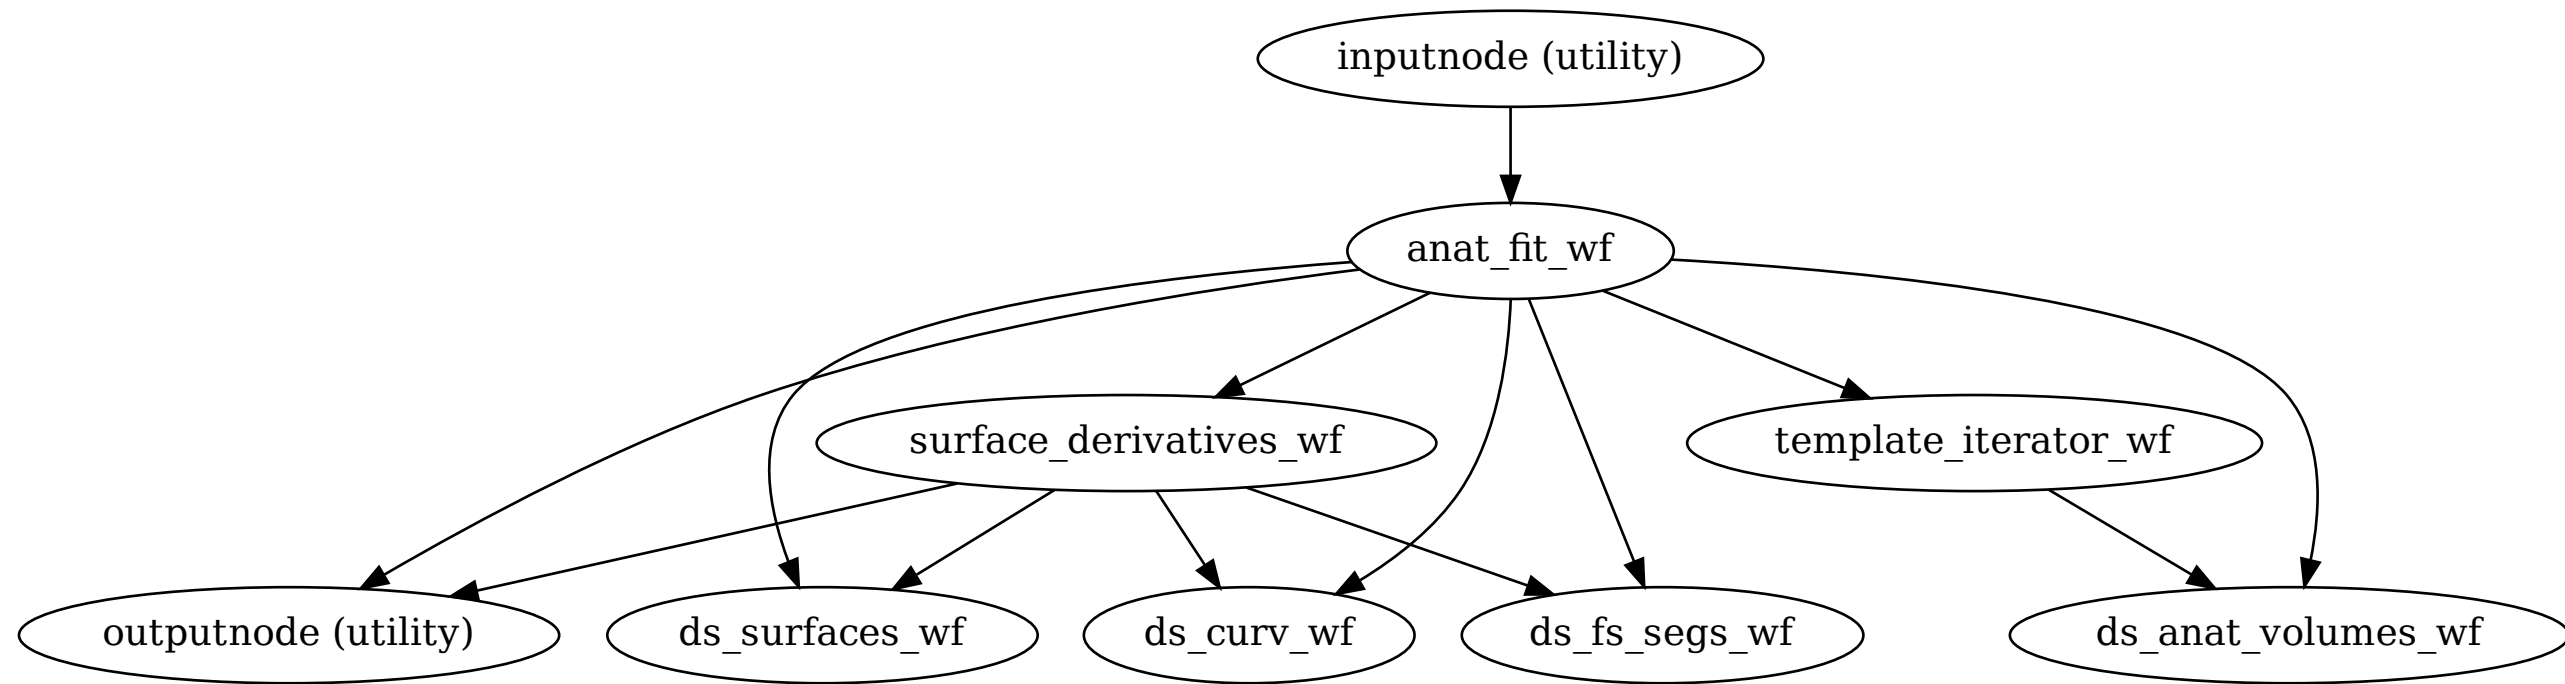 inputnode (utility)
anat_fit_wf
surface_derivatives_wf
template_iterator_wf
outputnode (utility)
ds_surfaces_wf
ds_curv_wf
ds_fs_segs_wf
ds_anat_volumes_wf